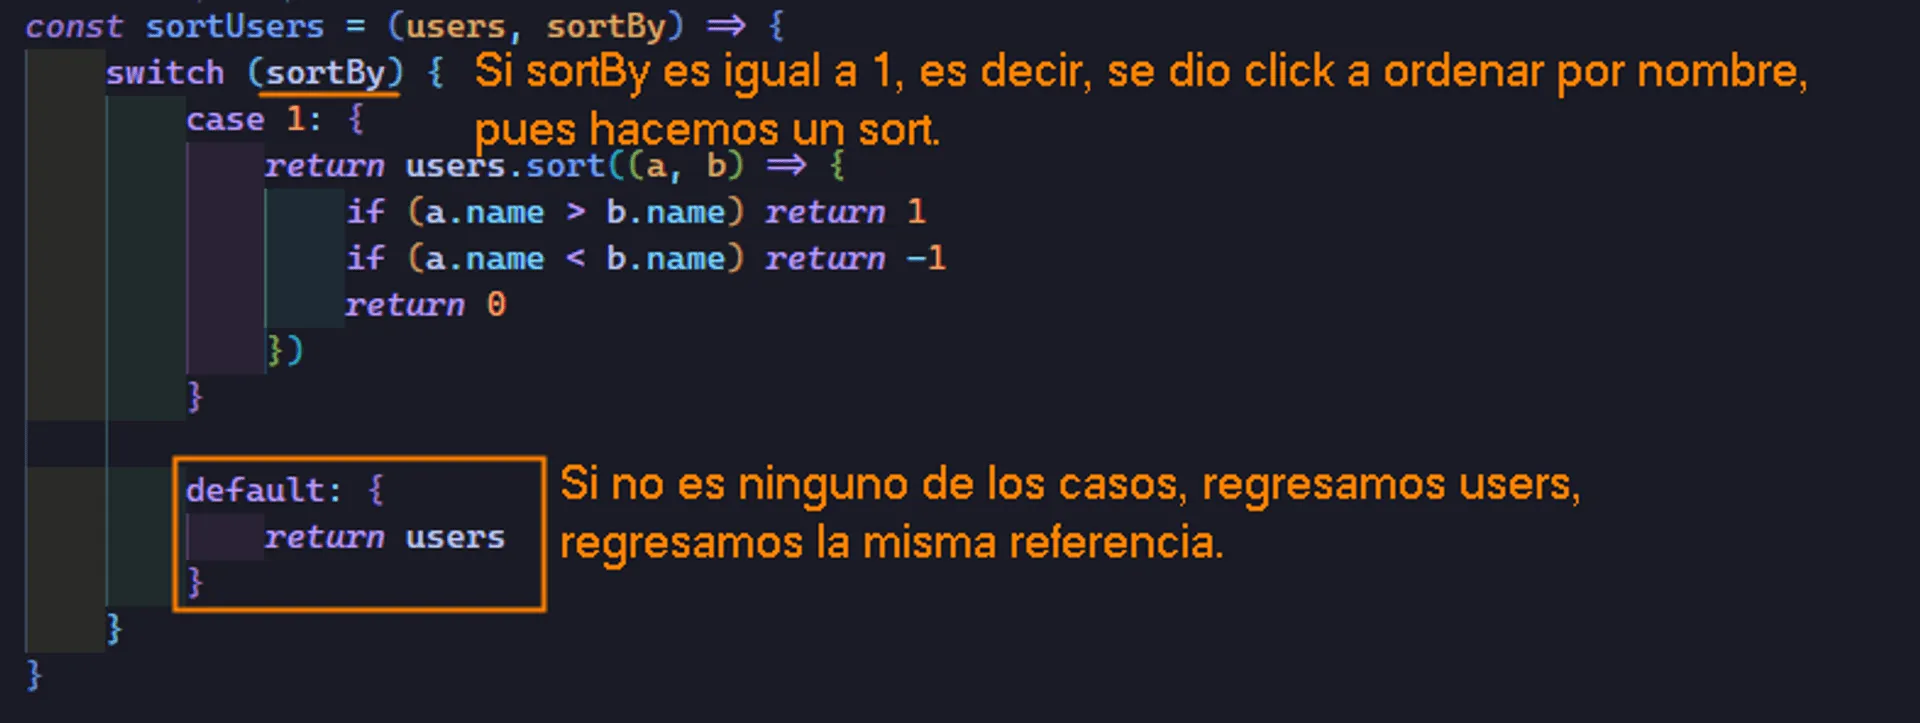 const sortUsers = (users, sortBy) => {
switch (sortBy) { Si sortBy es igual a 1, es decir, se dio click a ordenar por nombre,
case 1: { pues hacemos un sort.
return users.sort((a, b) => {
if (a.name > b.name) return 1
if (a.name < b.name) return -1
return 0
})
}
default: { Si no es ninguno de los casos, regresamos users,
return users regresamos la misma referencia.
}
}
}